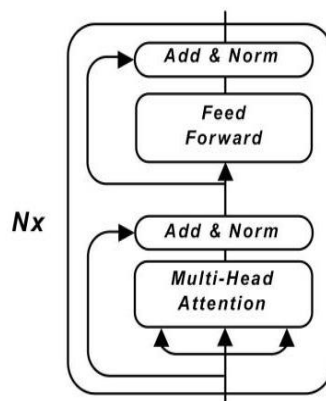 Add & Norm
Feed
Forward
Nx
Add & Norm
Multi-Head
Attention